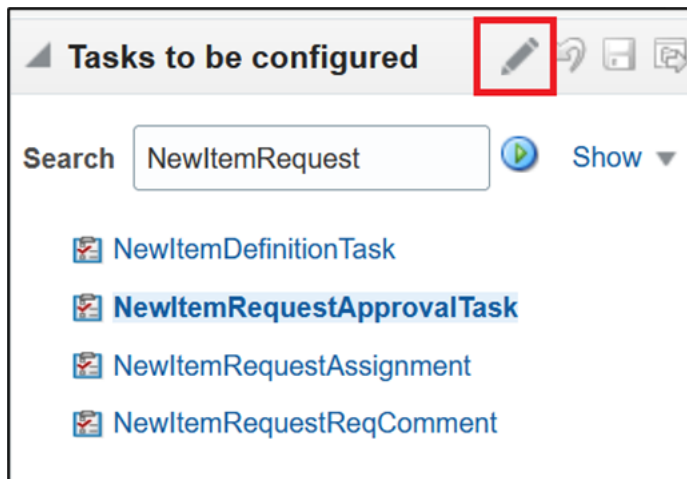 Tasks to be configured
Search NewItemRequest Show
NewItemDefinitionTask
NewItemRequestApprovalTask
NewItemRequestAssignment
NewItemRequestReqComment